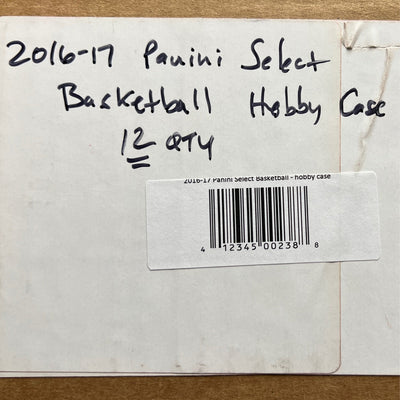 2016-17 Panini Select
Basketball Hobby Case
12 QTY
2016-17 Panini Select Basketball - hobby case
4 12345 00238 8